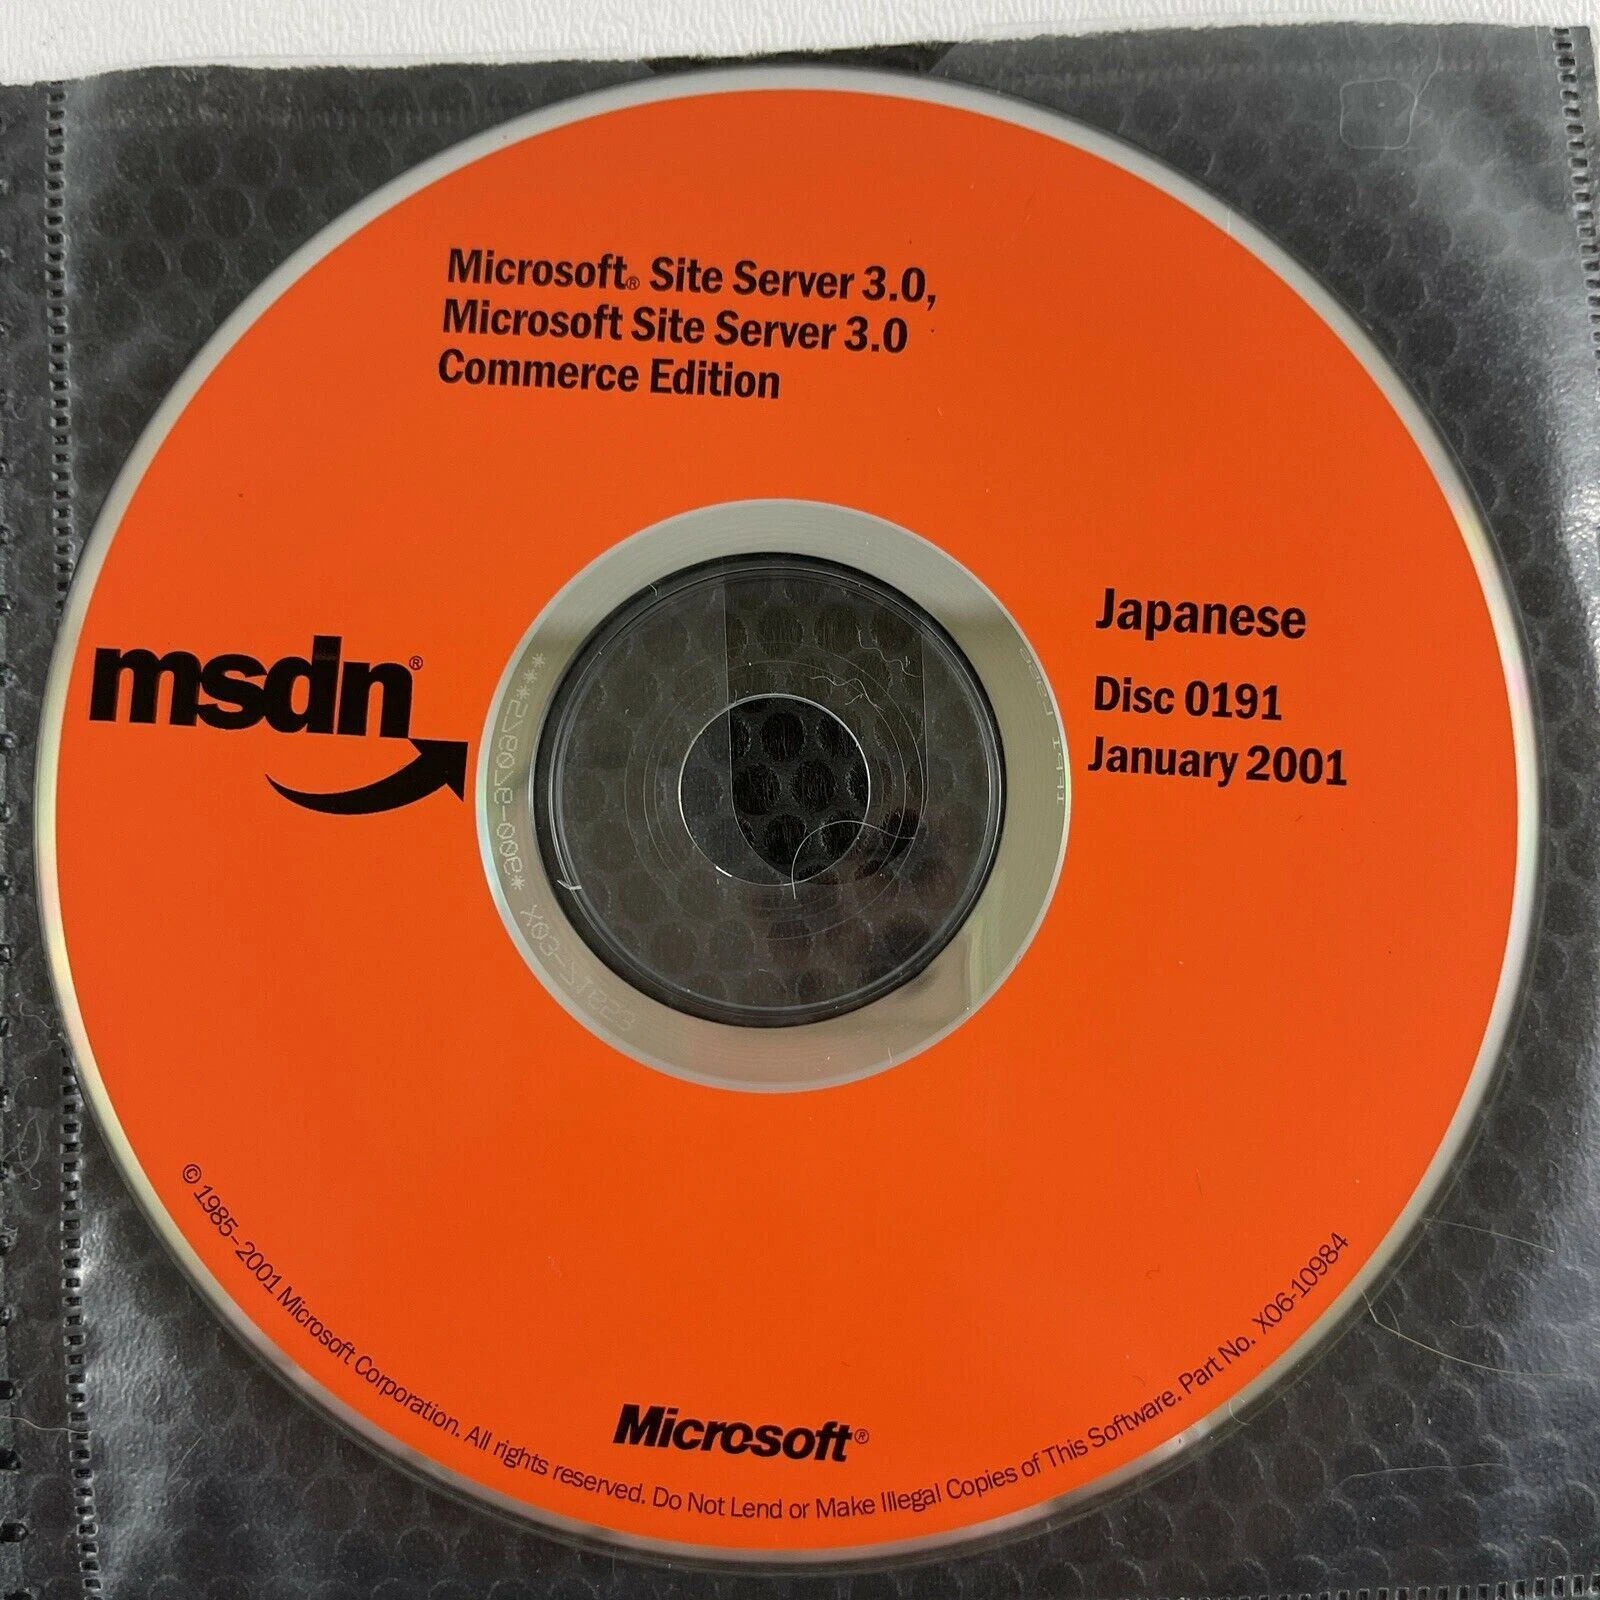 Microsoft® Site Server 3.0,
Microsoft Site Server 3.0
Commerce Edition
msdn®
Japanese
Disc 0191
January 2001
Microsoft®
© 1985–2001 Microsoft Corporation. All rights reserved. Do Not Lend or Make Illegal Copies of This Software. Part No. X06-10984